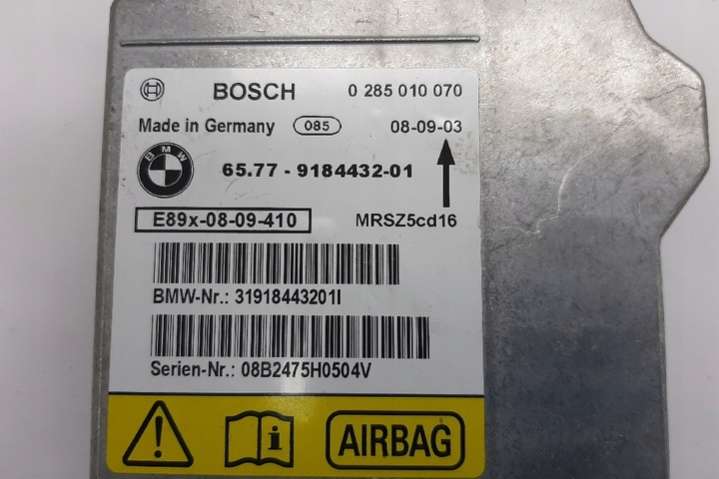 BOSCH 0 285 010 070
Made in Germany 085 08-09-03
BMW
65.77 - 9184432-01
E89x-08-09-410 MRSZ5cd16
BMW-Nr.: 31918443201I
Serien-Nr.: 08B2475H0504V
i AIRBAG